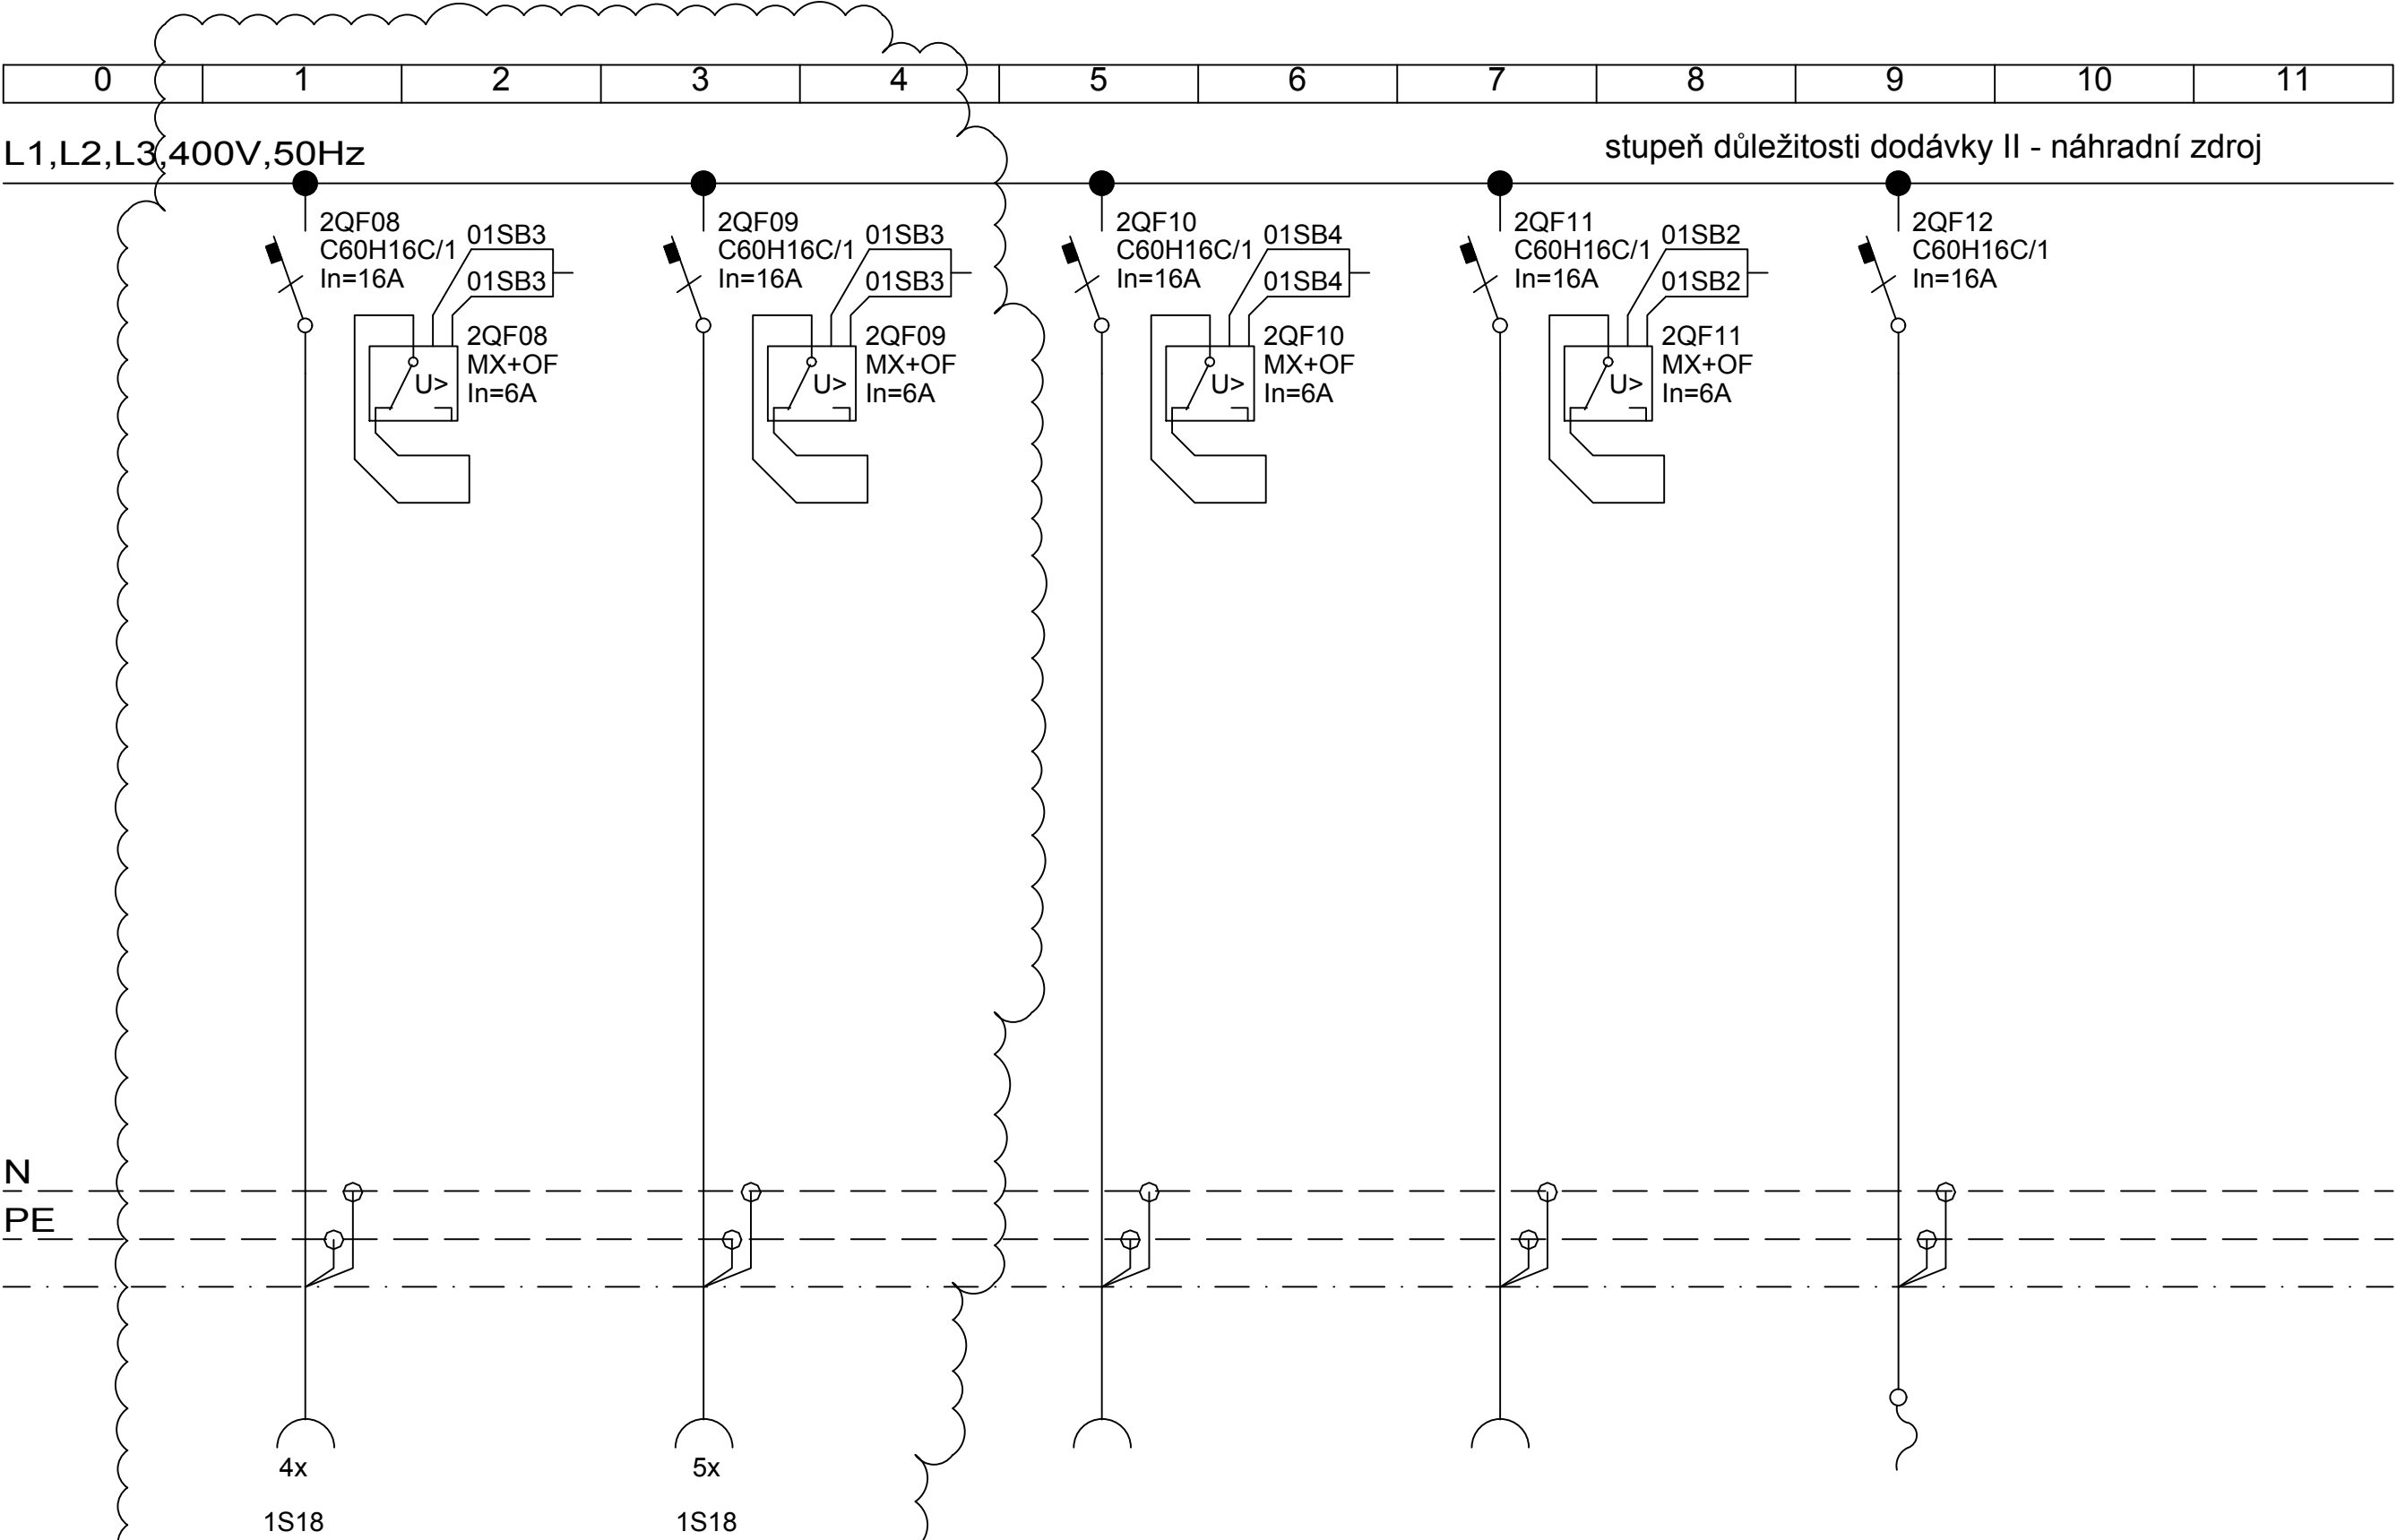 0 1 2 3 4 5 6 7 8 9 10 11
L1,L2,L3,400V,50Hz
stupeň důležitosti dodávky II - náhradní zdroj
2QF08
C60H16C/1
In=16A
01SB3
01SB3
2QF08
MX+OF
In=6A
U>
2QF09
C60H16C/1
In=16A
01SB3
01SB3
2QF09
MX+OF
In=6A
U>
2QF10
C60H16C/1
In=16A
01SB4
01SB4
2QF10
MX+OF
In=6A
U>
2QF11
C60H16C/1
In=16A
01SB2
01SB2
2QF11
MX+OF
In=6A
U>
2QF12
C60H16C/1
In=16A
N
PE
4x
1S18
5x
1S18